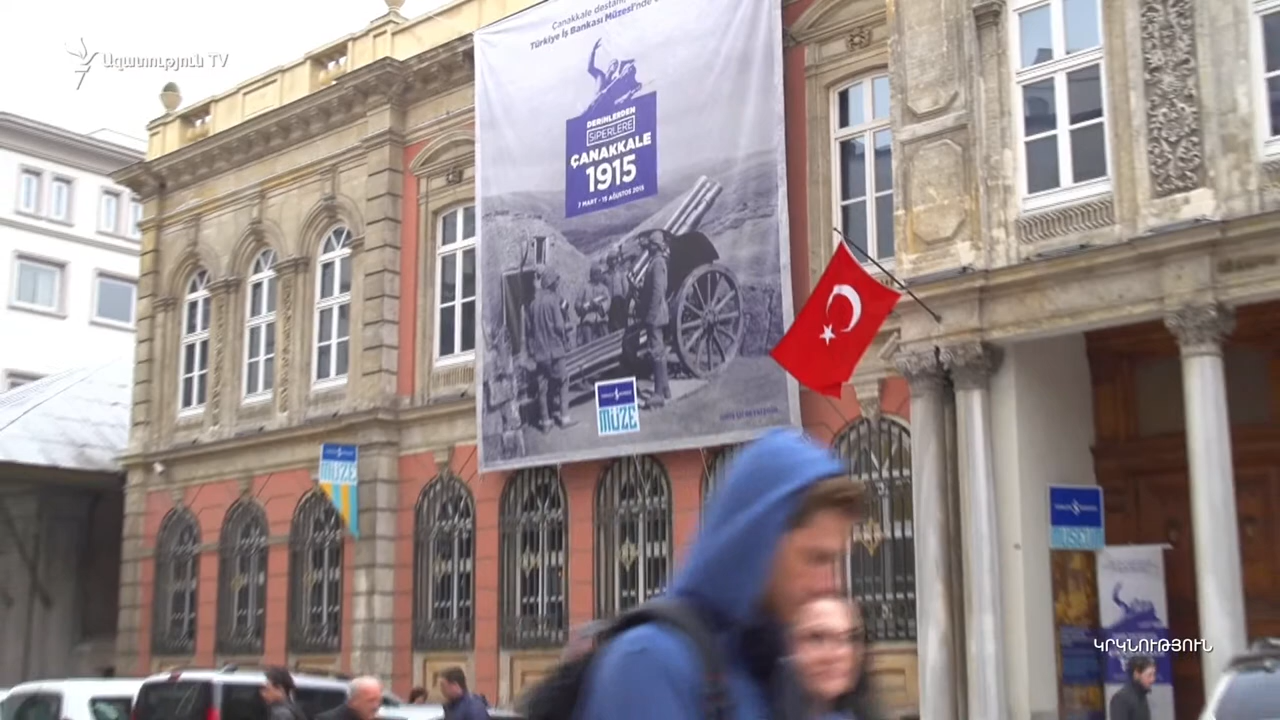 Ազատություն TV
Çanakkale destanı,
Türkiye İş Bankası Müzesi'nde
DERİNLERDEN
SİPERLERE
ÇANAKKALE
1915
7 MART - 15 AĞUSTOS 2015
MÜZE
MÜZE
ԿՐԿՆՈՒԹՅՈՒՆ